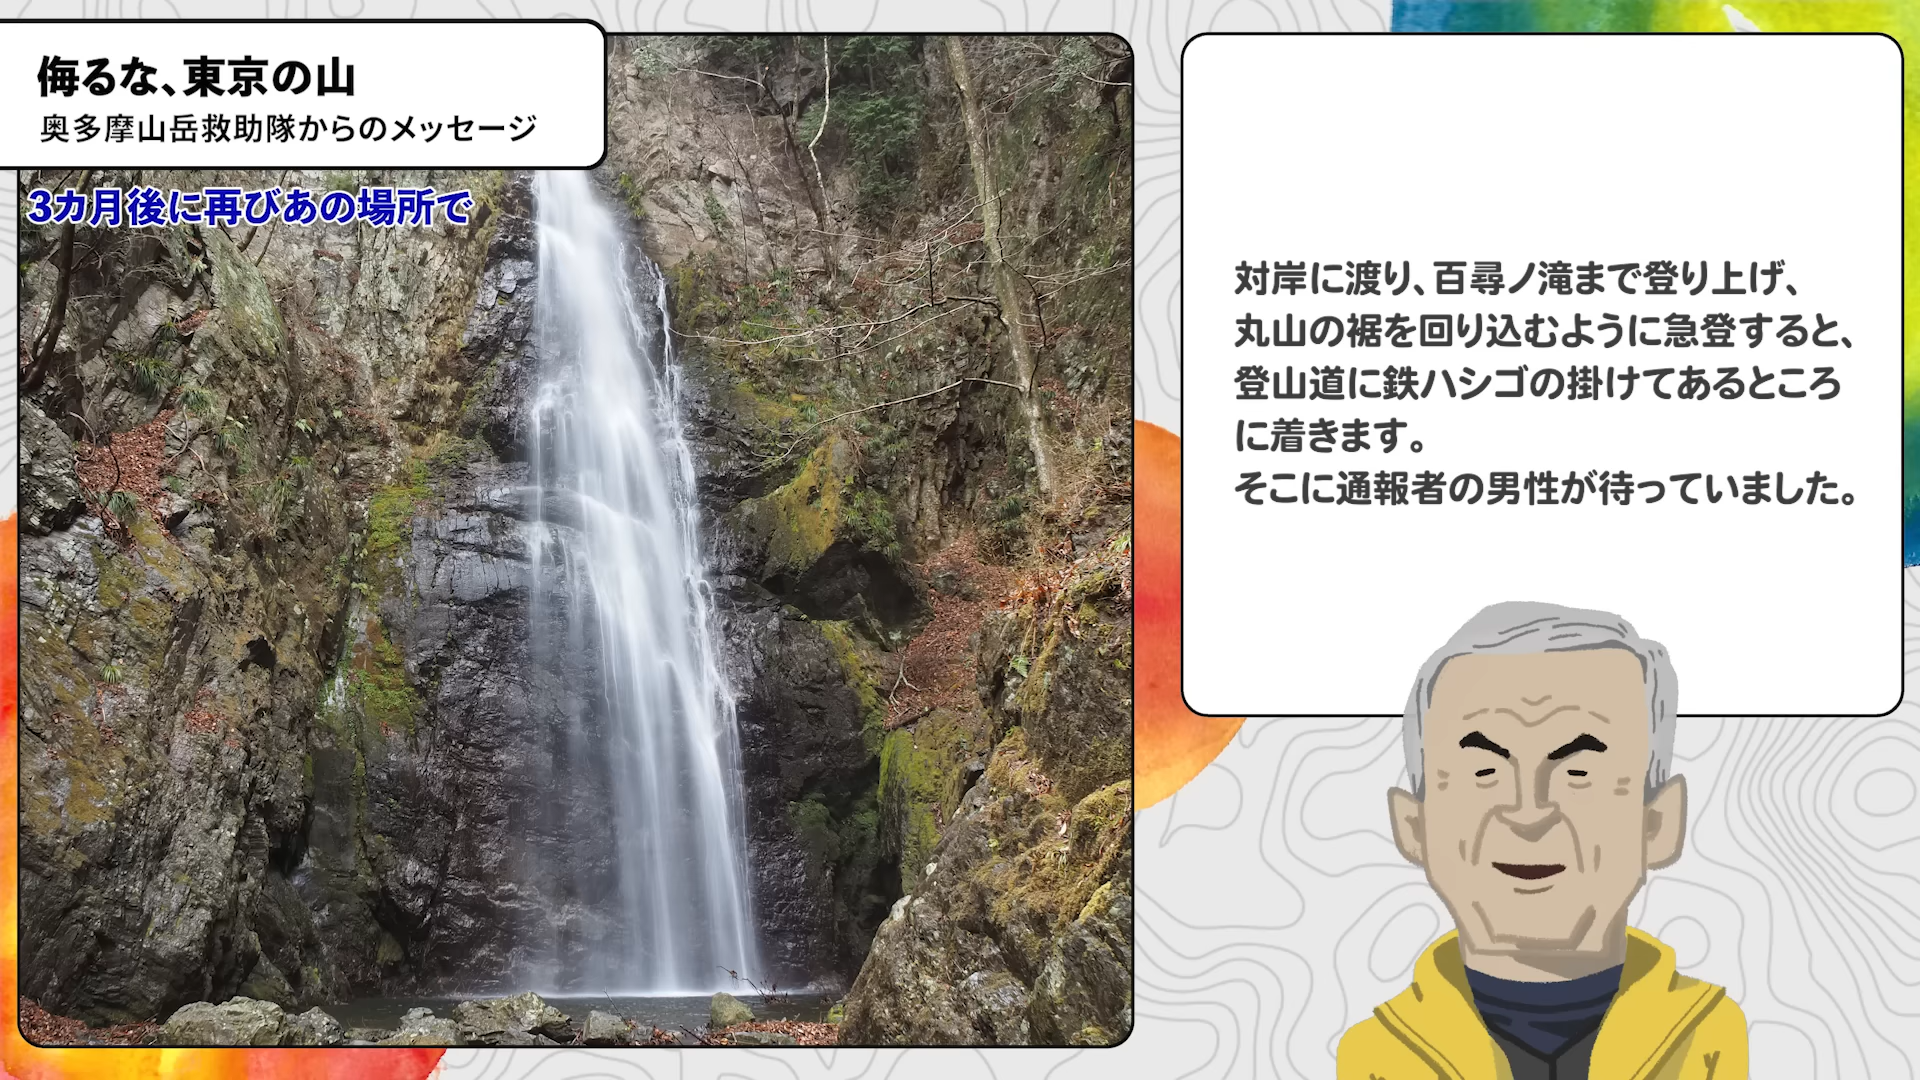 侮るな、東京の山
奥多摩山岳救助隊からのメッセージ
3カ月後に再びあの場所で
対岸に渡り、百尋ノ滝まで登り上げ、
丸山の裾を回り込むように急登すると、
登山道に鉄ハシゴの掛けてあるところ
に着きます。
そこに通報者の男性が待っていました。